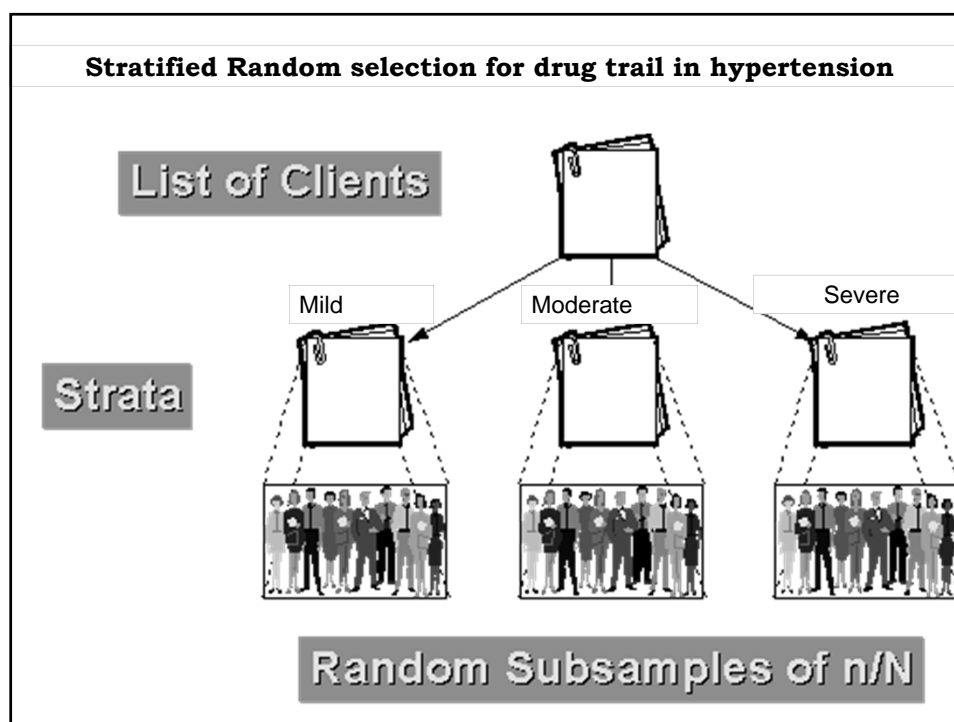 Stratified Random selection for drug trail in hypertension
List of Clients
Mild
Moderate
Severe
Strata
Random Subsamples of n/N